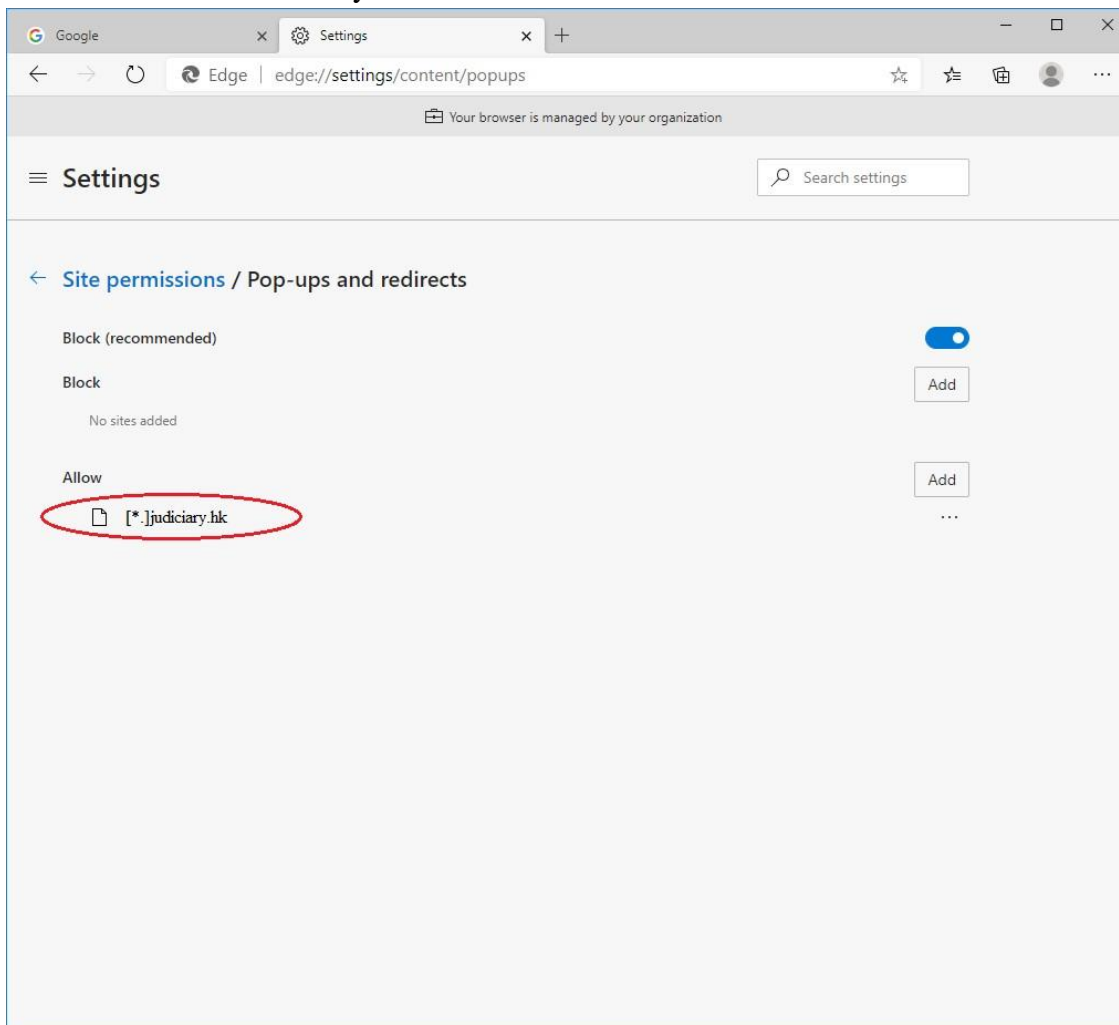 Google
Settings
Edge | edge://settings/content/popups
Your browser is managed by your organization
Settings
Search settings
Site permissions / Pop-ups and redirects
Block (recommended)
Block
Add
No sites added
Allow
Add
[*.]judiciary.hk